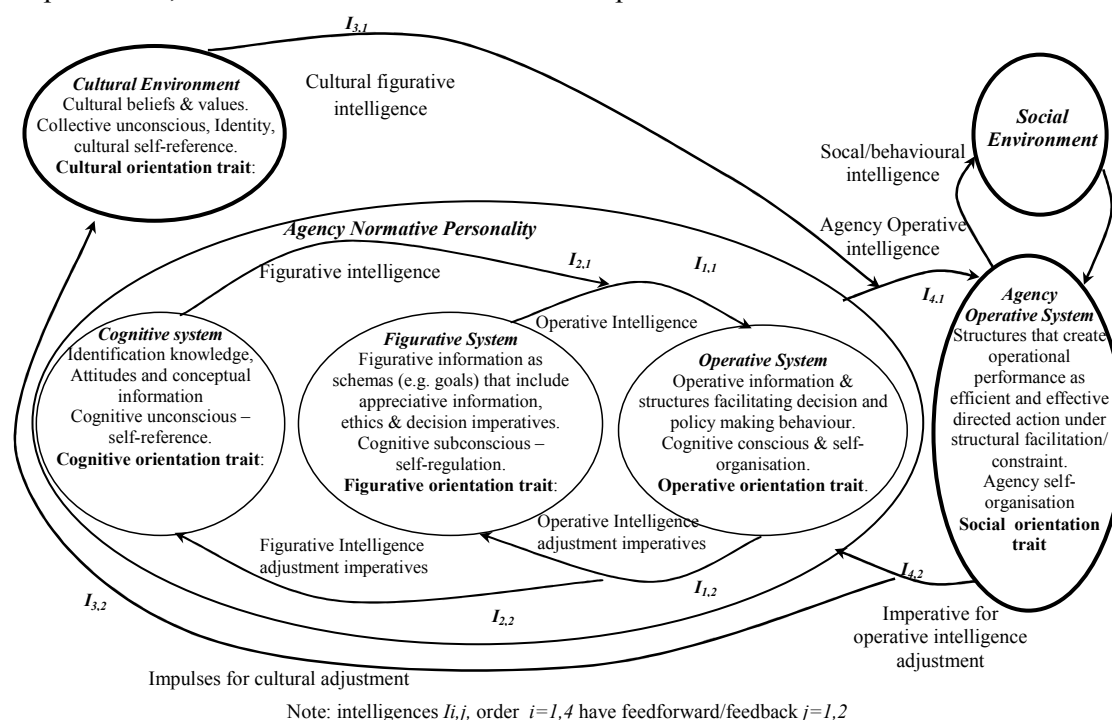 I3,1
Cultural Environment
Cultural beliefs & values.
Collective unconscious, Identity,
cultural self-reference.
Cultural orientation trait:
Cultural figurative
intelligence
Social
Environment
Socal/behavioural
intelligence
Agency Operative
intelligence
Agency Normative Personality
Figurative intelligence
I2,1
I1,1
I4.1
Operative Intelligence
Cognitive system
Identification knowledge,
Attitudes and conceptual
information
Cognitive unconscious –
self-reference.
Cognitive orientation trait:
Figurative System
Figurative information as
schemas (e.g. goals) that include
appreciative information,
ethics & decision imperatives.
Cognitive subconscious –
self-regulation.
Figurative orientation trait:
Operative System
Operative information &
structures facilitating decision and
policy making behaviour.
Cognitive conscious & self-
organisation.
Operative orientation trait.
Agency
Operative System
Structures that create
operational
performance as
efficient and effective
directed action under
structural facilitation/
constraint.
Agency self-
organisation
Social orientation
trait
Figurative Intelligence
adjustment imperatives
Operative Intelligence
adjustment imperatives
I3,2
I2,2
I1,2
I4,2
Imperative for
operative intelligence
adjustment
Impulses for cultural adjustment
Note: intelligences Ii,j, order i=1,4 have feedforward/feedback j=1,2